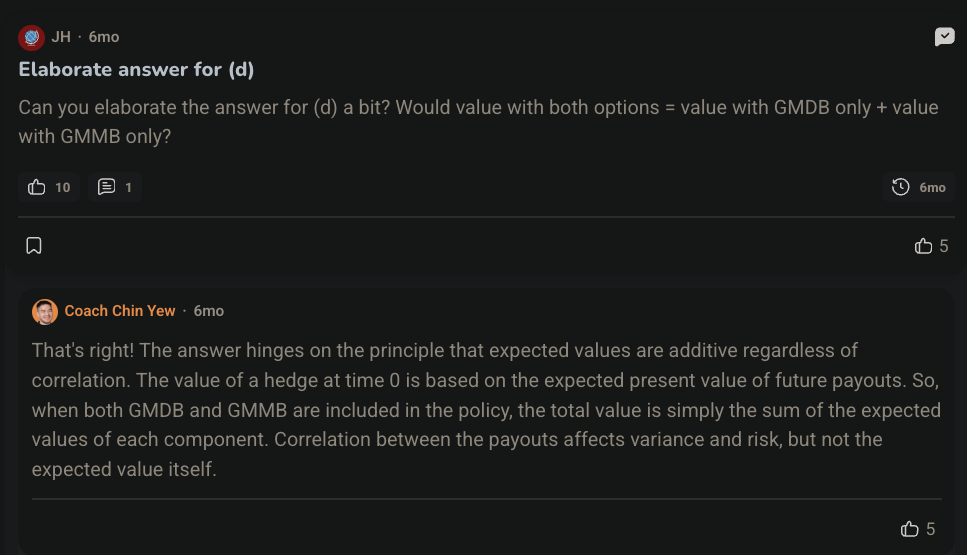 JH · 6mo
Elaborate answer for (d)
Can you elaborate the answer for (d) a bit? Would value with both options = value with GMDB only + value
with GMMB only?
10 1 6mo
5
Coach Chin Yew · 6mo
That's right! The answer hinges on the principle that expected values are additive regardless of
correlation. The value of a hedge at time 0 is based on the expected present value of future payouts. So,
when both GMDB and GMMB are included in the policy, the total value is simply the sum of the expected
values of each component. Correlation between the payouts affects variance and risk, but not the
expected value itself.
5